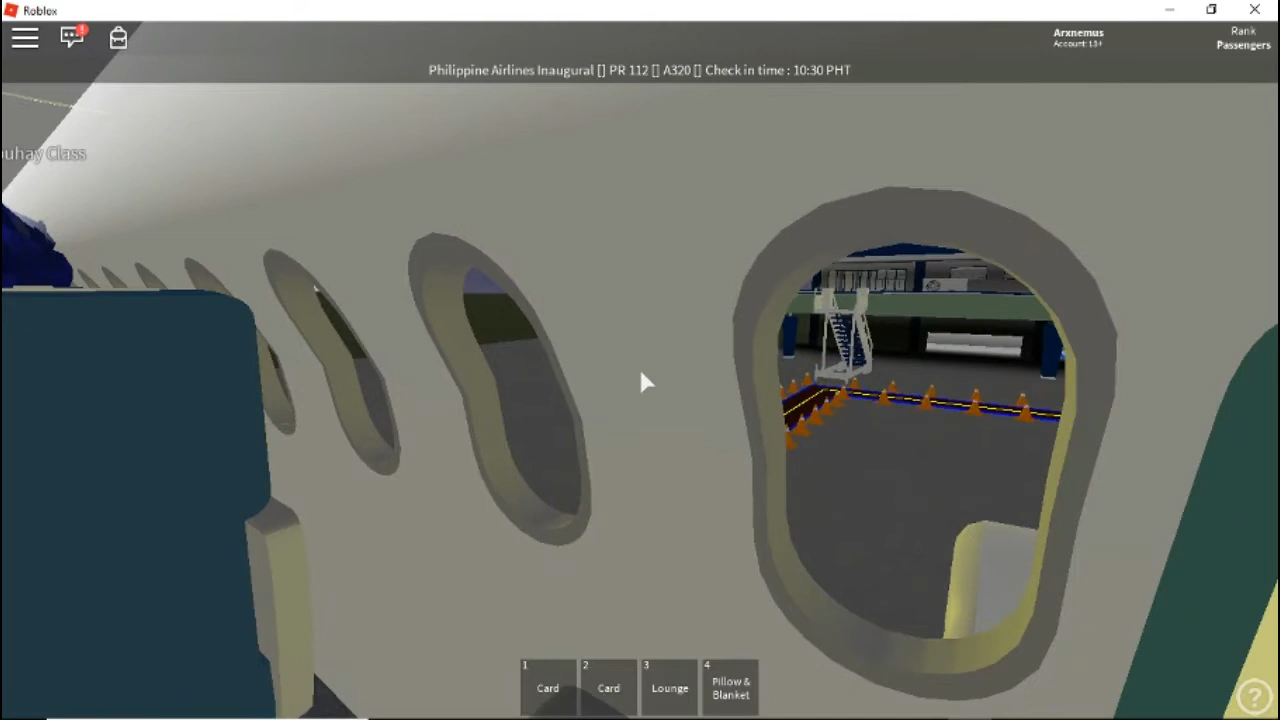 Roblox
Arxnemus
Account: 13+
Rank
Passengers
Philippine Airlines Inaugural [] PR 112 [] A320 [] Check in time : 10:30 PHT
buhay Class
1
Card
2
Card
3
Lounge
4
Pillow &
Blanket
?